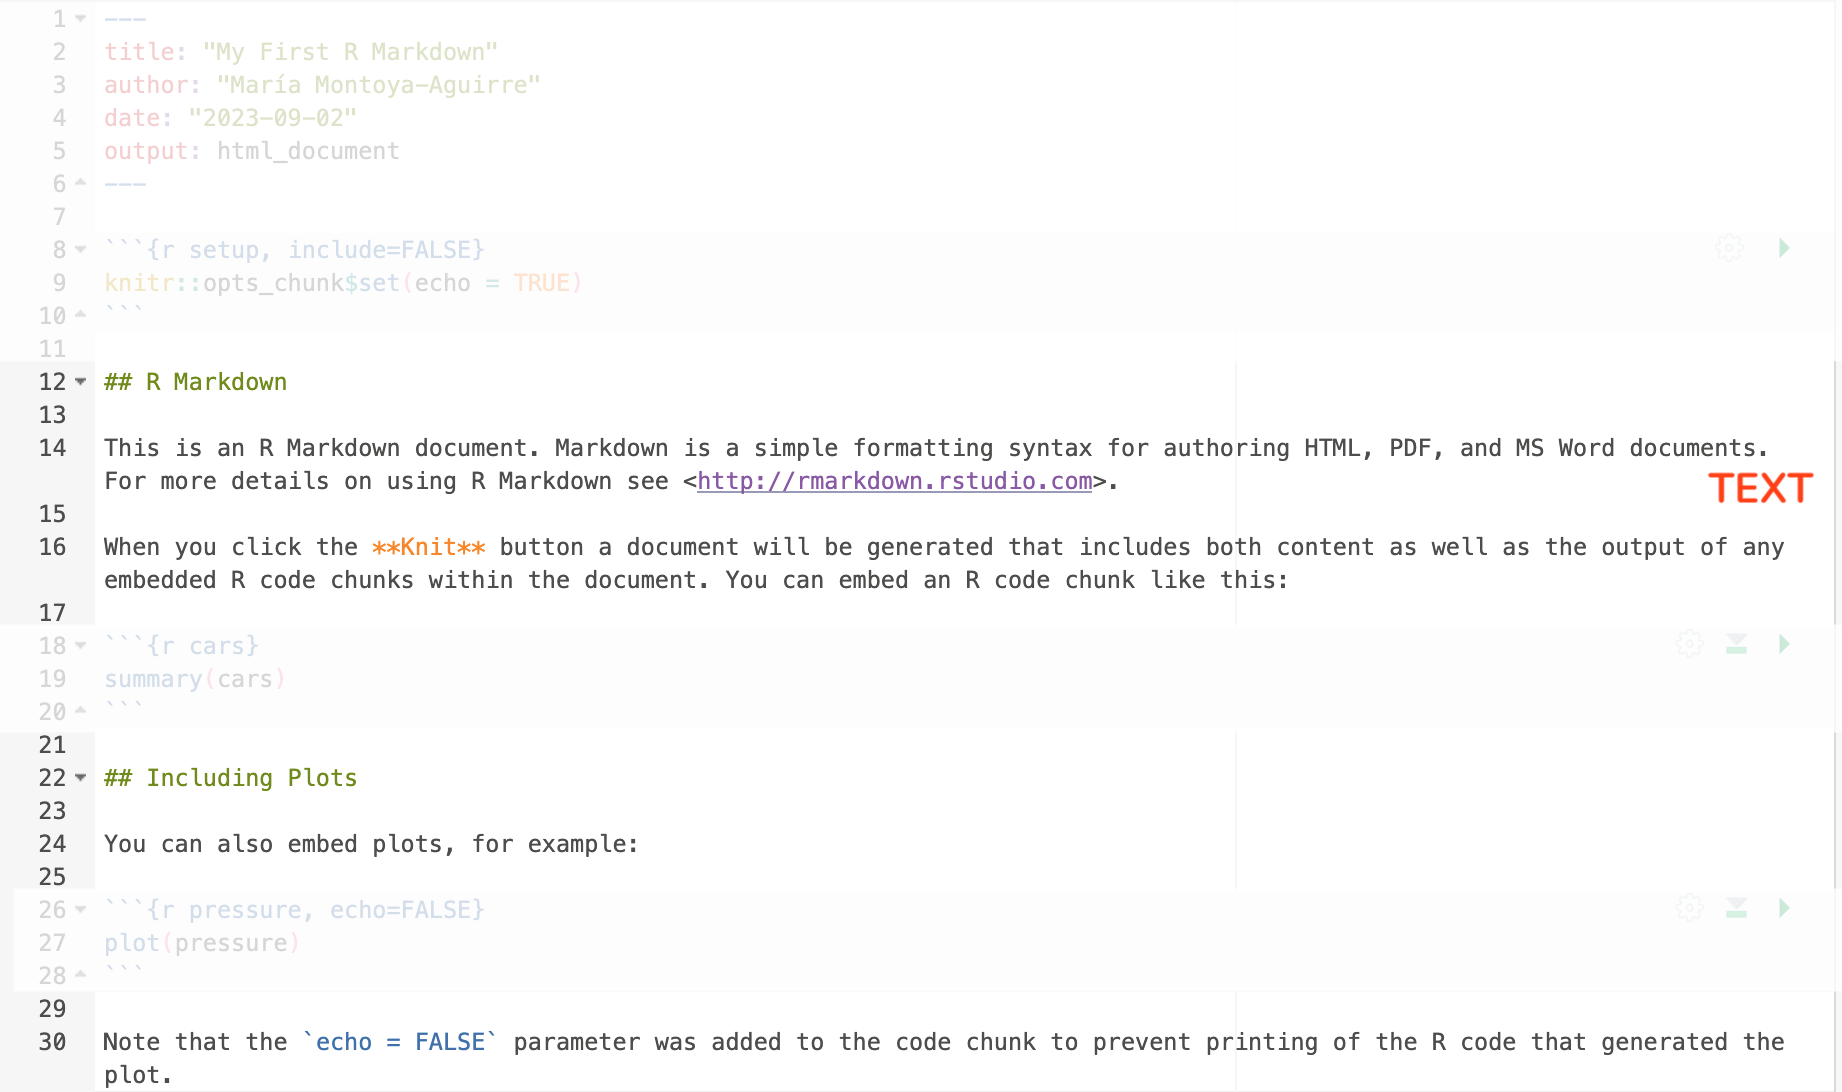 1 ---
2 title: "My First R Markdown"
3 author: "María Montoya-Aguirre"
4 date: "2023-09-02"
5 output: html_document
6 ---
7
8 ```{r setup, include=FALSE}
9 knitr::opts_chunk$set(echo = TRUE)
10 ```
11
12 ## R Markdown
13
14 This is an R Markdown document. Markdown is a simple formatting syntax for authoring HTML, PDF, and MS Word documents.
For more details on using R Markdown see <http://rmarkdown.rstudio.com>.
TEXT
15
16 When you click the **Knit** button a document will be generated that includes both content as well as the output of any
embedded R code chunks within the document. You can embed an R code chunk like this:
17
18 ```{r cars}
19 summary(cars)
20 ```
21
22 ## Including Plots
23
24 You can also embed plots, for example:
25
26 ```{r pressure, echo=FALSE}
27 plot(pressure)
28 ```
29
30 Note that the `echo = FALSE` parameter was added to the code chunk to prevent printing of the R code that generated the
plot.